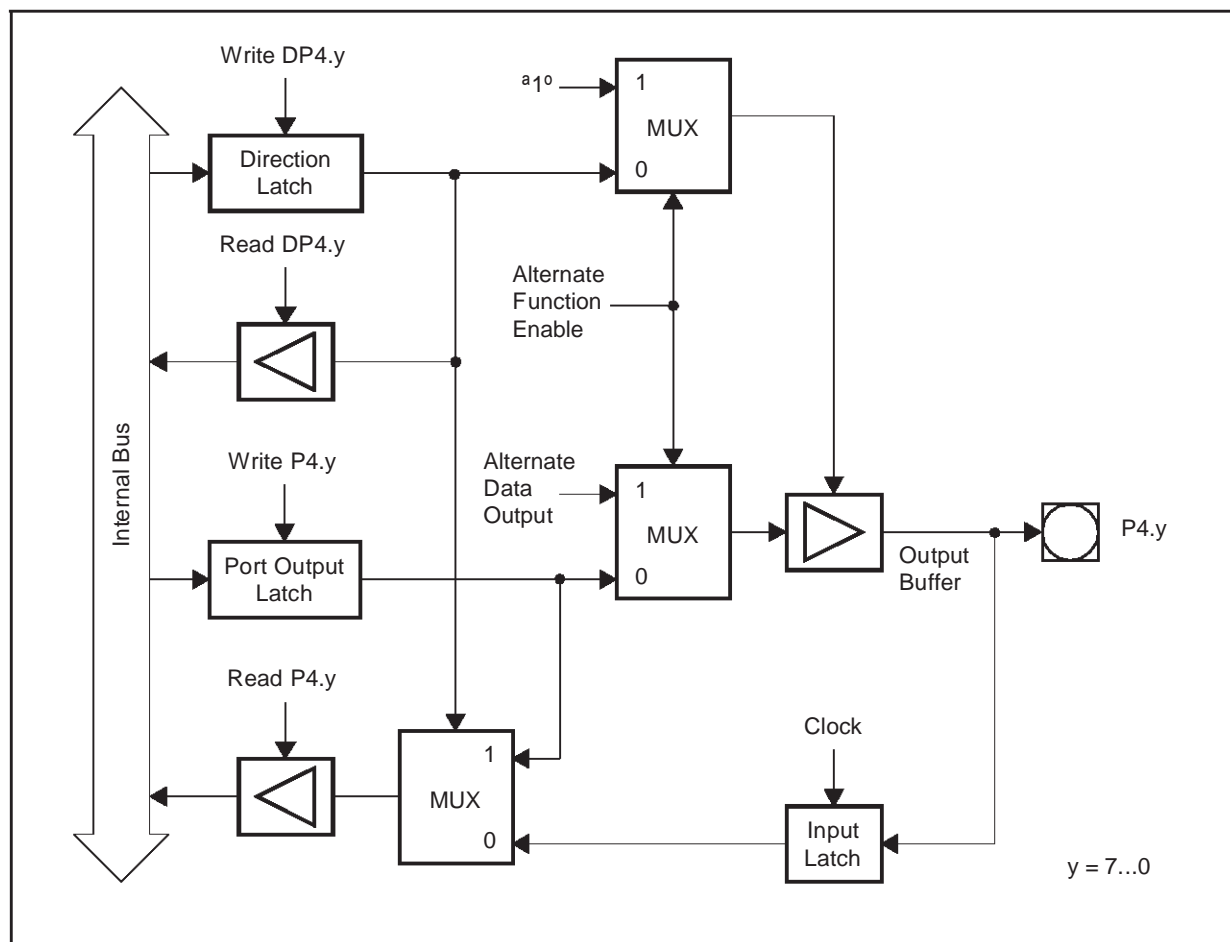 Write DP4.y
ª1º
1
MUX
0
Direction
Latch
Read DP4.y
Alternate
Function
Enable
Internal Bus
Write P4.y
Alternate
Data
Output
1
MUX
0
P4.y
Output
Buffer
Port Output
Latch
Read P4.y
Clock
1
MUX
0
Input
Latch
y = 7...0